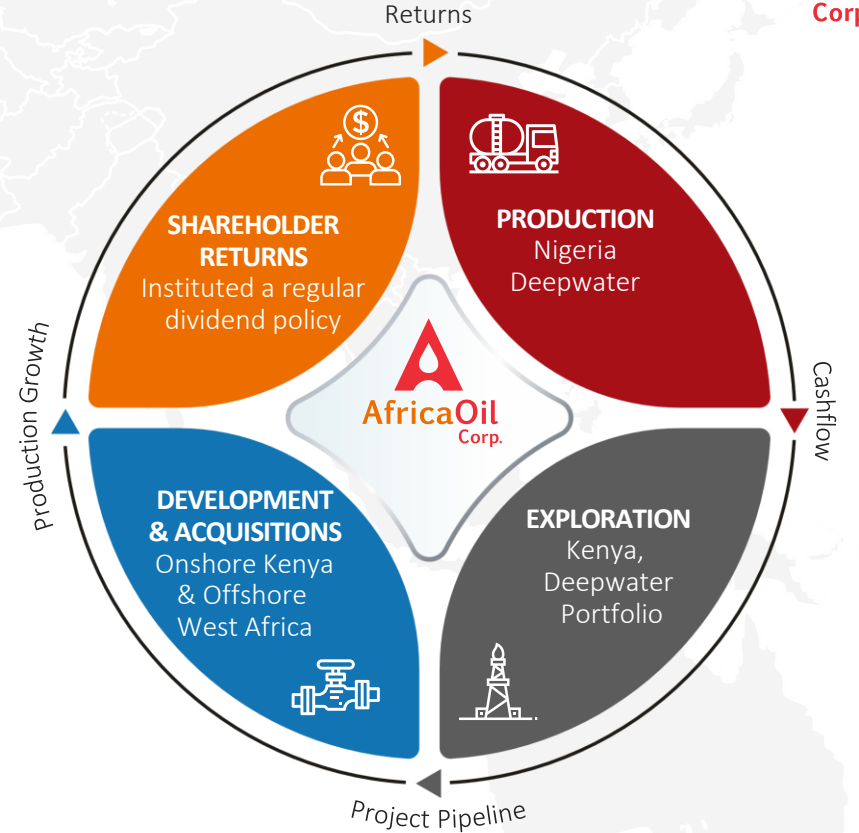 Returns
Corp
SHAREHOLDER
RETURNS
Instituted a regular
dividend policy
$
PRODUCTION
Nigeria
Deepwater
Production Growth
AfricaOil
Corp.
Cashflow
DEVELOPMENT
& ACQUISITIONS
Onshore Kenya
& Offshore
West Africa
EXPLORATION
Kenya,
Deepwater
Portfolio
Project Pipeline